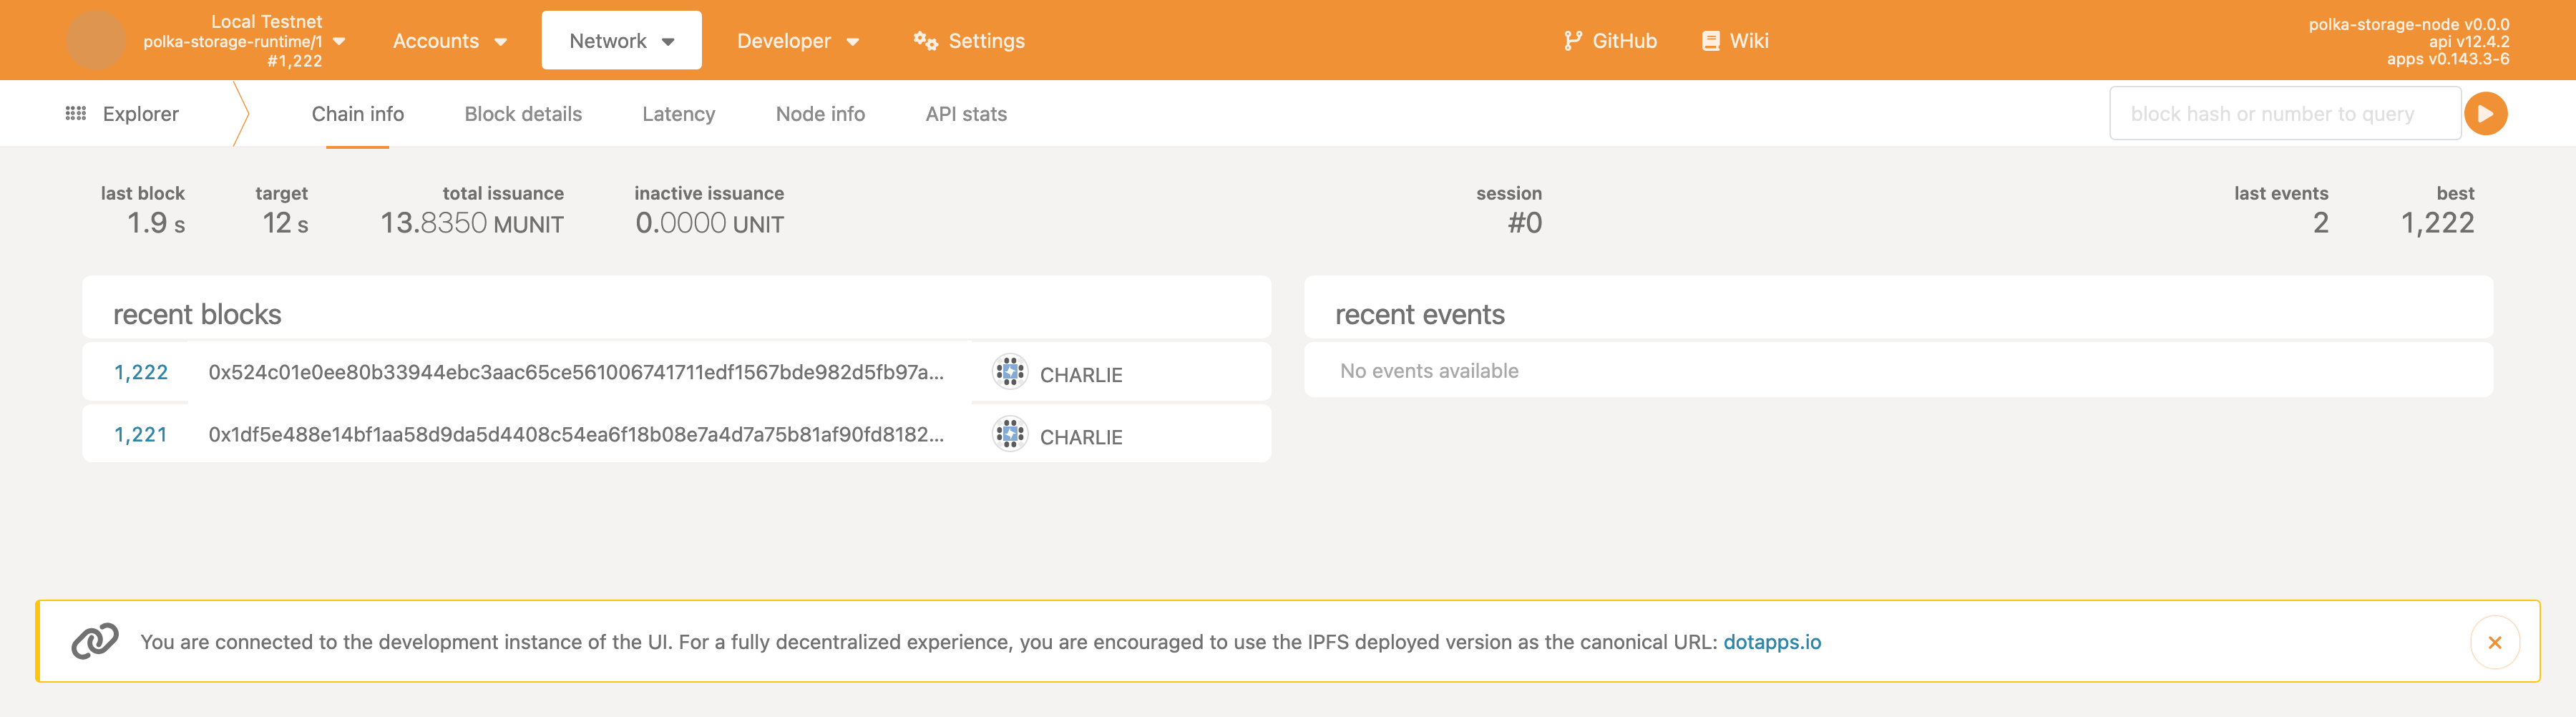 Local Testnet
polka-storage-runtime/1
#1,222
Accounts
Network
Developer
Settings
GitHub
Wiki
polka-storage-node v0.0.0
api v12.4.2
apps v0.143.3-6
Explorer
Chain info
Block details
Latency
Node info
API stats
block hash or number to query
last block
1.9 s
target
12 s
total issuance
13.8350 MUNIT
inactive issuance
0.0000 UNIT
session
#0
last events
2
best
1,222
recent blocks
1,222 0x524c01e0ee80b33944ebc3aac65ce561006741711edf1567bde982d5fb97a... CHARLIE
1,221 0x1df5e488e14bf1aa58d9da5d4408c54ea6f18b08e7a4d7a75b81af90fd8182... CHARLIE
recent events
No events available
You are connected to the development instance of the UI. For a fully decentralized experience, you are encouraged to use the IPFS deployed version as the canonical URL: dotapps.io